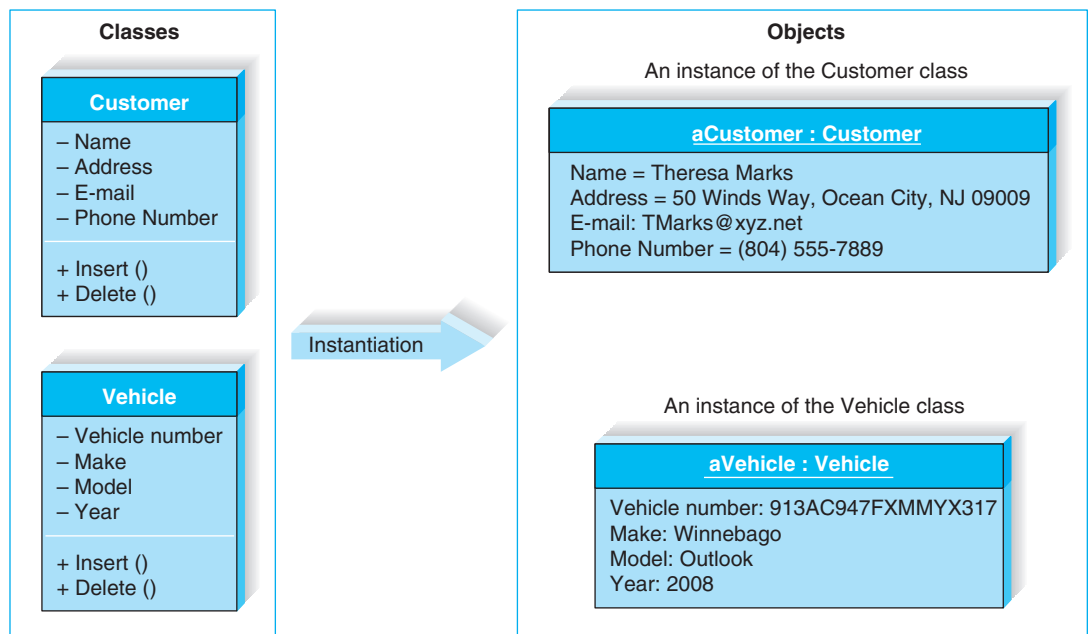 Classes
Customer
– Name
– Address
– E-mail
– Phone Number
+ Insert ()
+ Delete ()
Vehicle
– Vehicle number
– Make
– Model
– Year
+ Insert ()
+ Delete ()
Instantiation
Objects
An instance of the Customer class
aCustomer : Customer
Name = Theresa Marks
Address = 50 Winds Way, Ocean City, NJ 09009
E-mail: TMarks@xyz.net
Phone Number = (804) 555-7889
An instance of the Vehicle class
aVehicle : Vehicle
Vehicle number: 913AC947FXMMYX317
Make: Winnebago
Model: Outlook
Year: 2008